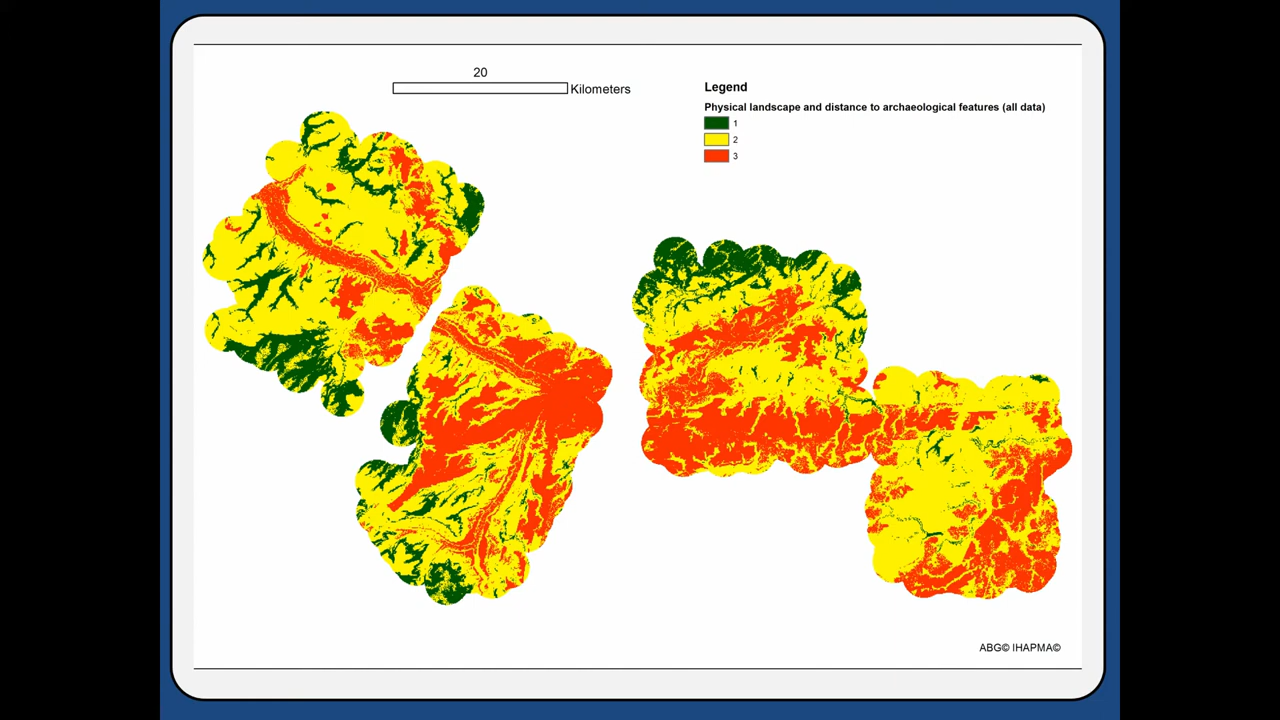 20
Kilometers
Legend
Physical landscape and distance to archaeological features (all data)
1
2
3
ABG© IHAPMA©